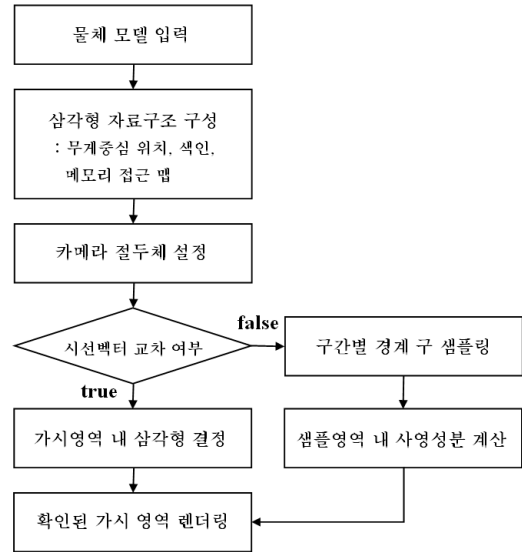 물체 모델 입력
삼각형 자료구조 구성
: 무게중심 위치, 색인,
메모리 접근 맵
카메라 절두체 설정
시선벡터 교차 여부
false
구간별 경계 구 샘플링
true
가시영역 내 삼각형 결정
샘플영역 내 사영성분 계산
확인된 가시 영역 렌더링